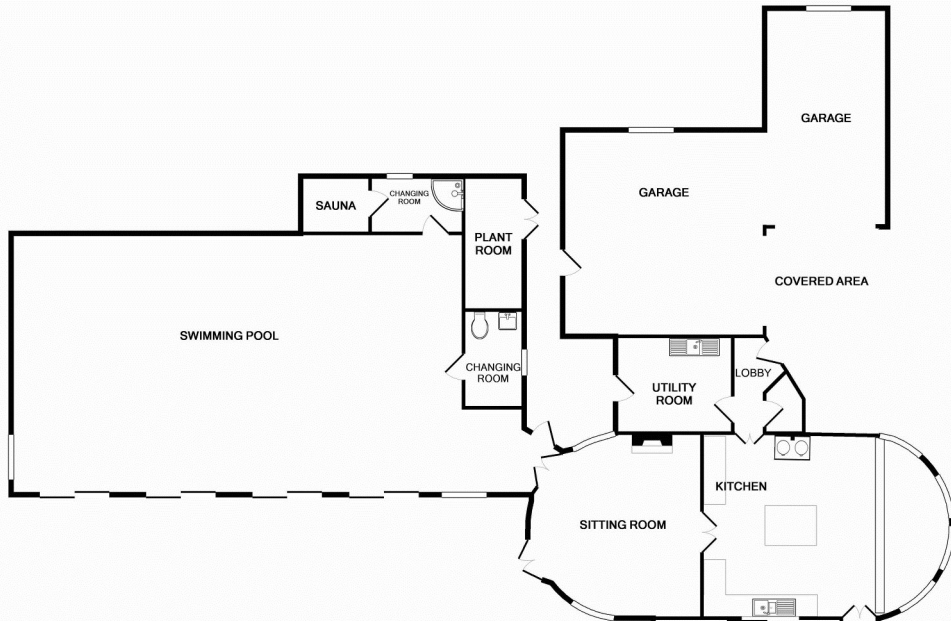 GARAGE
GARAGE
SAUNA
CHANGING
ROOM
PLANT
ROOM
COVERED AREA
SWIMMING POOL
CHANGING
ROOM
LOBBY
UTILITY
ROOM
KITCHEN
SITTING ROOM